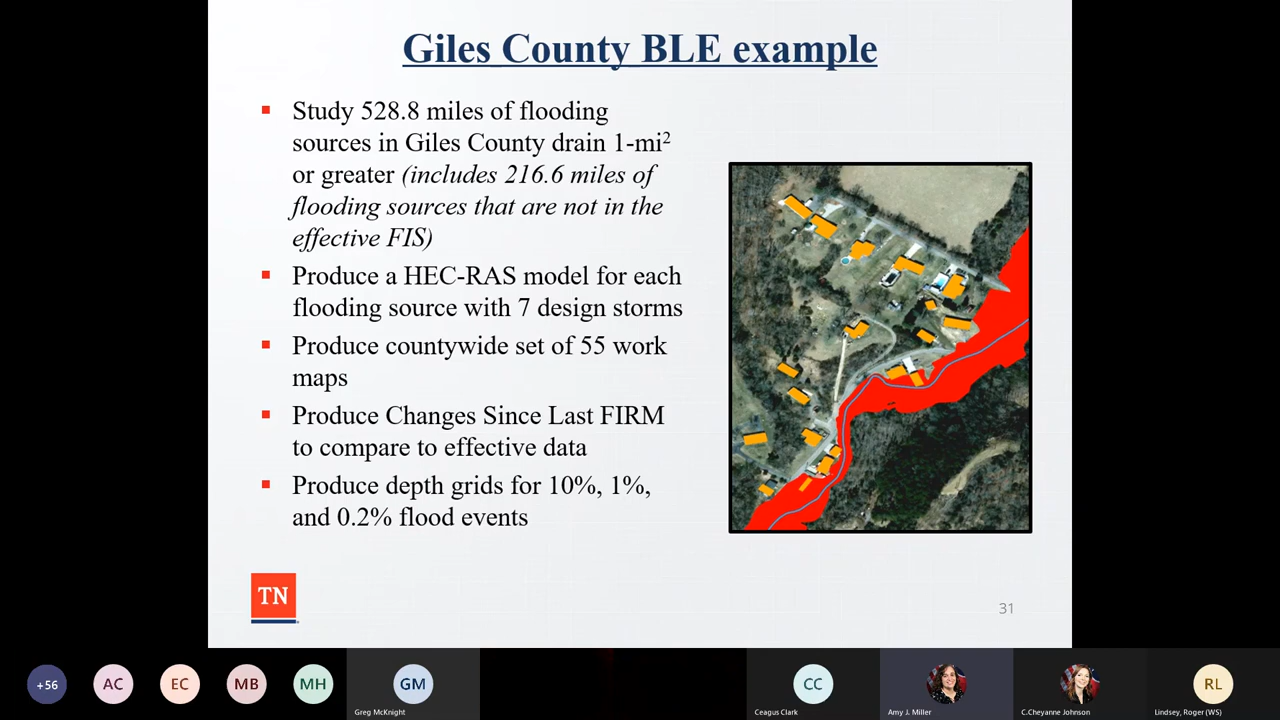 Giles County BLE example
▪ Study 528.8 miles of flooding
sources in Giles County drain 1-mi²
or greater (includes 216.6 miles of
flooding sources that are not in the
effective FIS)
▪ Produce a HEC-RAS model for each
flooding source with 7 design storms
▪ Produce countywide set of 55 work
maps
▪ Produce Changes Since Last FIRM
to compare to effective data
▪ Produce depth grids for 10%, 1%,
and 0.2% flood events
TN
31
+56
AC
EC
MB
MH
GM
Greg McKnight
CC
Ceagus Clark
Amy J. Miller
C.Cheyanne Johnson
RL
Lindsey, Roger (WS)